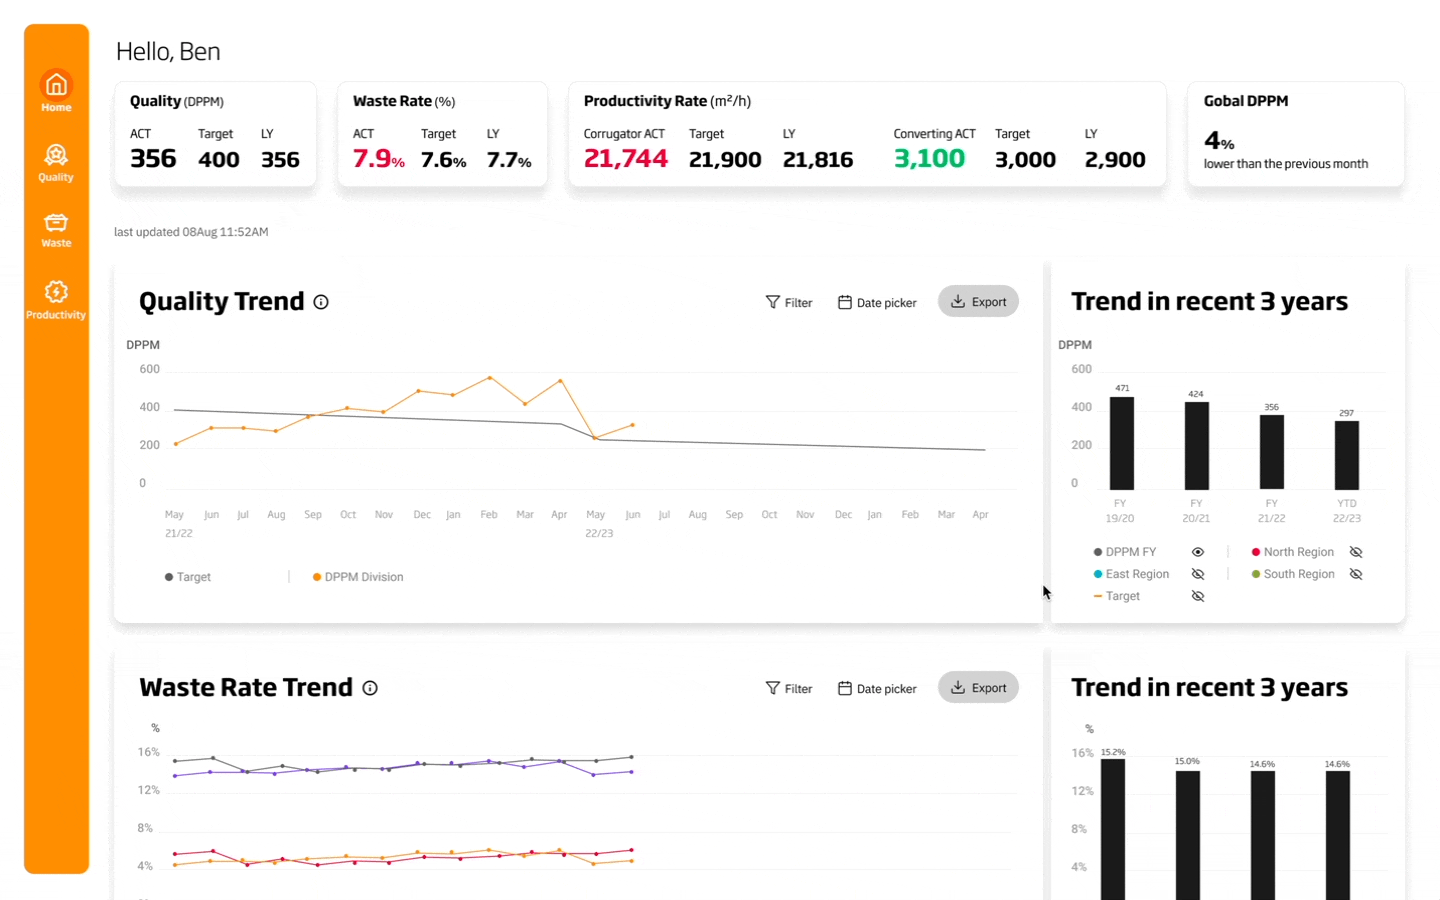 Hello, Ben
Home
Quality
Waste
Productivity
Quality (DPPM)
ACT Target LY
356 400 356
Waste Rate (%)
ACT Target LY
7.9% 7.6% 7.7%
Productivity Rate (m²/h)
Corrugator ACT Target LY Converting ACT Target LY
21,744 21,900 21,816 3,100 3,000 2,900
Gobal DPPM
4%
lower than the previous month
last updated 08Aug 11:52AM
Quality Trend
Filter Date picker Export
DPPM
600
400
200
0
May Jun Jul Aug Sep Oct Nov Dec Jan Feb Mar Apr May Jun Jul Aug Sep Oct Nov Dec Jan Feb Mar Apr
21/22 22/23
Target DPPM Division
Trend in recent 3 years
DPPM
600
400
200
0
471 424 356 297
FY FY FY YTD
19/20 20/21 21/22 22/23
DPPM FY North Region
East Region South Region
Target
Waste Rate Trend
Filter Date picker Export
%
16%
12%
8%
4%
Trend in recent 3 years
%
16%
12%
8%
4%
15.2% 15.0% 14.6% 14.6%